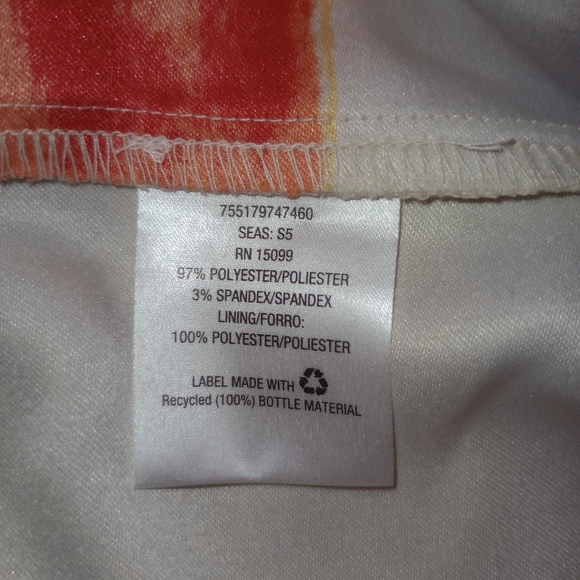 755179747460
SEAS: S5
RN 15099
97% POLYESTER/POLIESTER
3% SPANDEX/SPANDEX
LINING/FORRO:
100% POLYESTER/POLIESTER
LABEL MADE WITH
Recycled (100%) BOTTLE MATERIAL